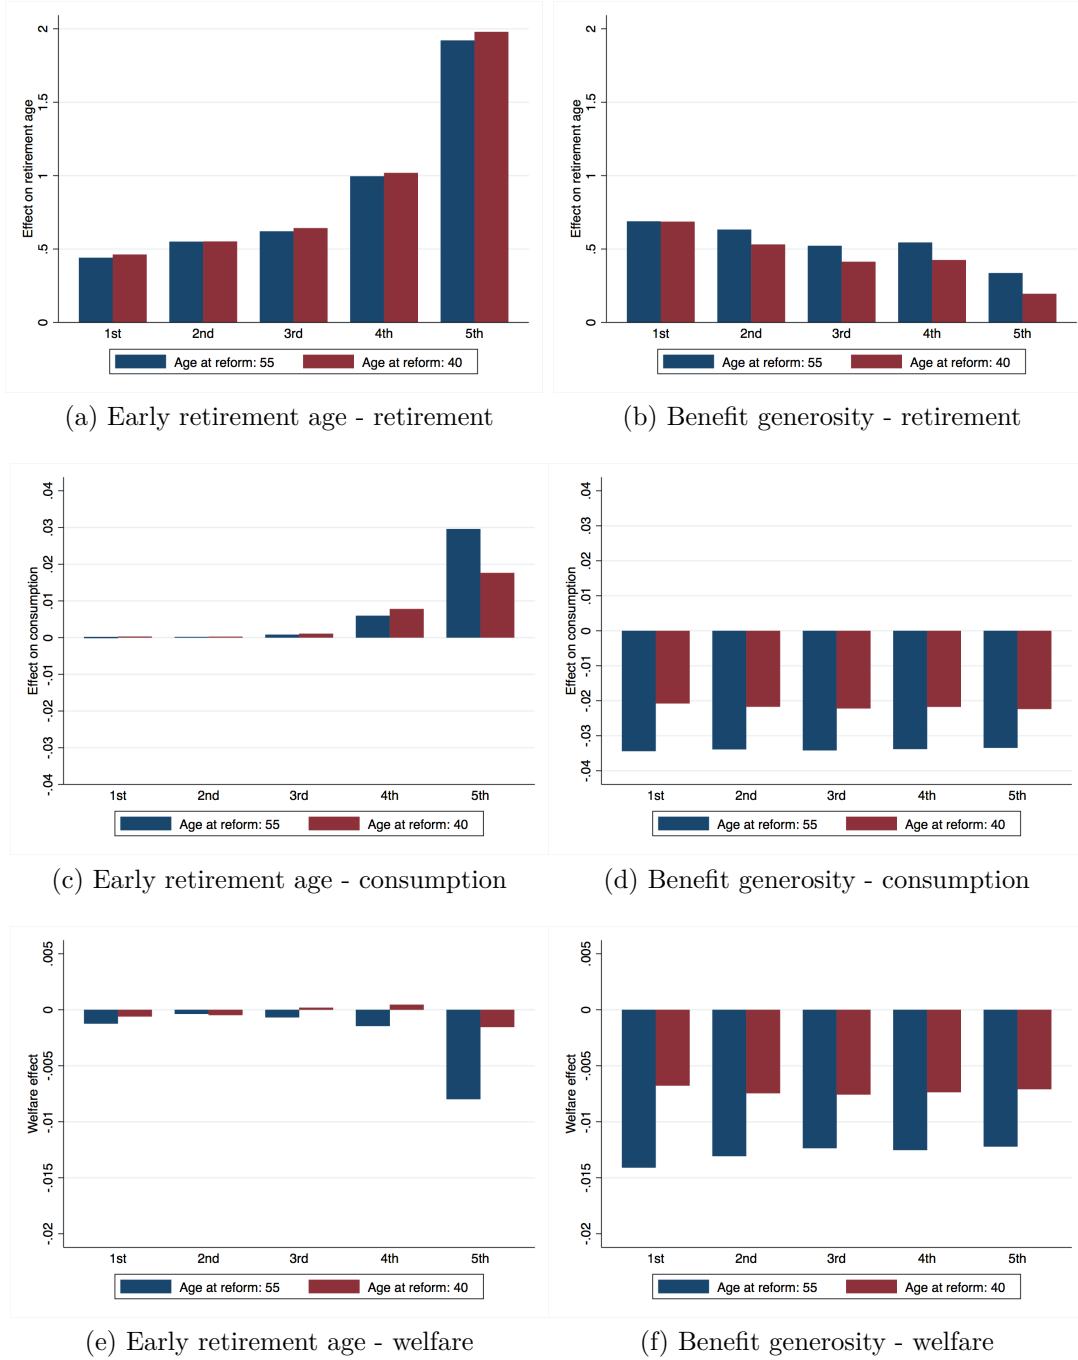 Effect on retirement age
2
1.5
1
.5
0
1st 2nd 3rd 4th 5th
Age at reform: 55 Age at reform: 40
(a) Early retirement age - retirement
Effect on retirement age
2
1.5
1
.5
0
1st 2nd 3rd 4th 5th
Age at reform: 55 Age at reform: 40
(b) Benefit generosity - retirement
Effect on consumption
.04
.03
.02
.01
0
-.01
-.02
-.03
-.04
1st 2nd 3rd 4th 5th
Age at reform: 55 Age at reform: 40
(c) Early retirement age - consumption
Effect on consumption
.04
.03
.02
.01
0
-.01
-.02
-.03
-.04
1st 2nd 3rd 4th 5th
Age at reform: 55 Age at reform: 40
(d) Benefit generosity - consumption
Welfare effect
.005
0
-.005
-.01
-.015
-.02
1st 2nd 3rd 4th 5th
Age at reform: 55 Age at reform: 40
(e) Early retirement age - welfare
Welfare effect
.005
0
-.005
-.01
-.015
-.02
1st 2nd 3rd 4th 5th
Age at reform: 55 Age at reform: 40
(f) Benefit generosity - welfare